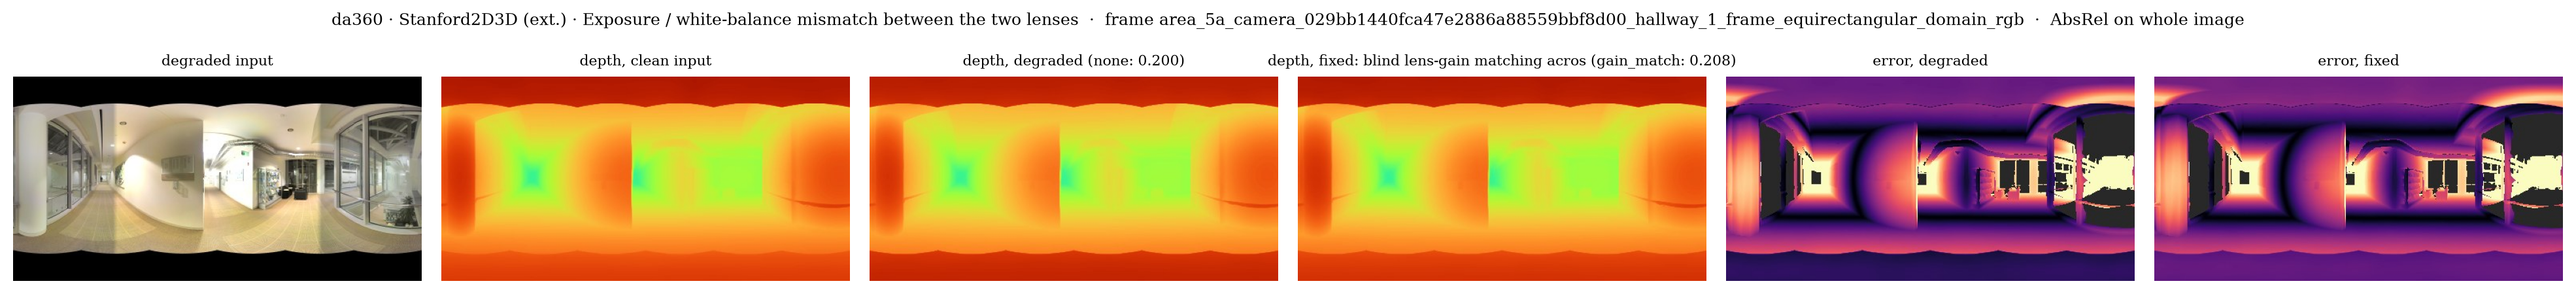 da360 · Stanford2D3D (ext.) · Exposure / white-balance mismatch between the two lenses · frame area_5a_camera_029bb1440fca47e2886a88559bbf8d00_hallway_1_frame_equirectangular_domain_rgb · AbsRel on whole image
degraded input
depth, clean input
depth, degraded (none: 0.200)
depth, fixed: blind lens-gain matching acros (gain_match: 0.208)
error, degraded
error, fixed